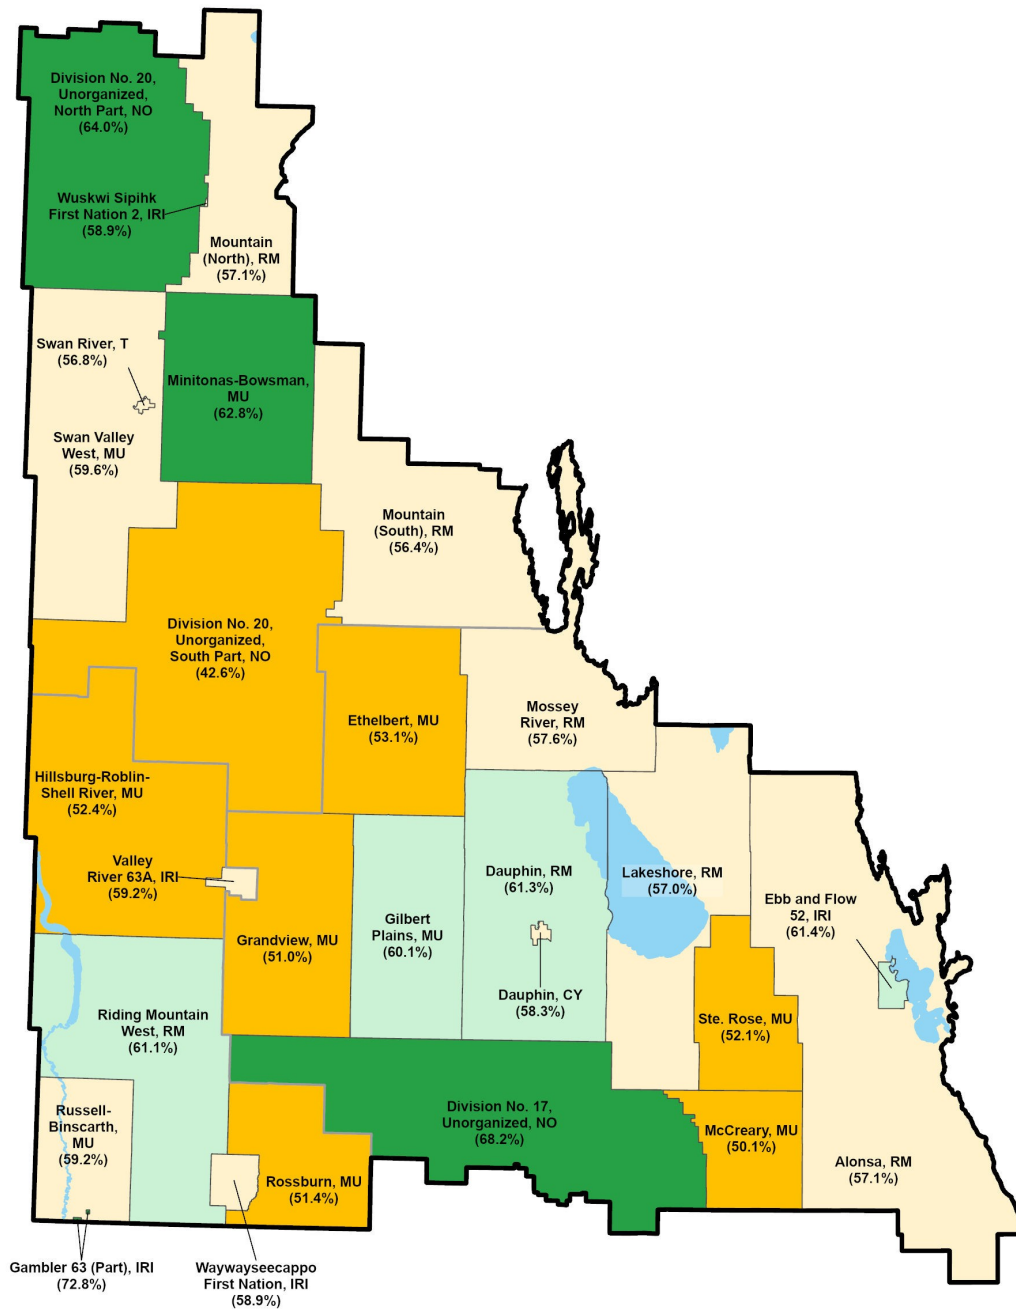 Division No. 20,
Unorganized,
North Part, NO
(64.0%)
Wuskwi Sipihk
First Nation 2, IRI
(58.9%)
Mountain
(North), RM
(57.1%)
Swan River, T
(56.8%)
Minitonas-Bowsman,
MU
(62.8%)
Swan Valley
West, MU
(59.6%)
Mountain
(South), RM
(56.4%)
Division No. 20,
Unorganized,
South Part, NO
(42.6%)
Ethelbert, MU
(53.1%)
Mossey
River, RM
(57.6%)
Hillsburg-Roblin-
Shell River, MU
(52.4%)
Valley
River 63A, IRI
(59.2%)
Grandview, MU
(51.0%)
Gilbert
Plains, MU
(60.1%)
Dauphin, RM
(61.3%)
Dauphin, CY
(58.3%)
Lakeshore, RM
(57.0%)
Ebb and Flow
52, IRI
(61.4%)
Ste. Rose, MU
(52.1%)
Riding Mountain
West, RM
(61.1%)
Russell-
Binscarth,
MU
(59.2%)
Division No. 17,
Unorganized, NO
(68.2%)
McCreary, MU
(50.1%)
Alonsa, RM
(57.1%)
Rossburn, MU
(51.4%)
Gambler 63 (Part), IRI
(72.8%)
Waywayseecappo
First Nation, IRI
(58.9%)